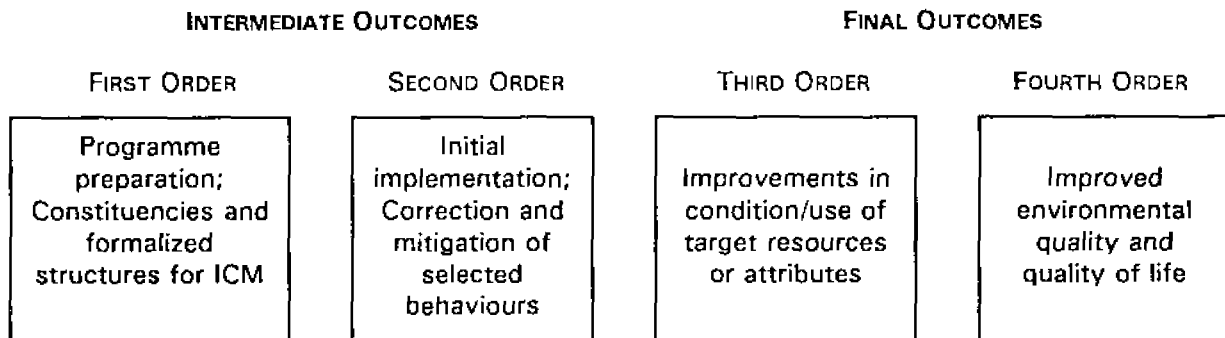 INTERMEDIATE OUTCOMES
FINAL OUTCOMES
FIRST ORDER
SECOND ORDER
THIRD ORDER
FOURTH ORDER
Programme
preparation;
Constituencies and
formalized
structures for ICM
Initial
implementation;
Correction and
mitigation of
selected
behaviours
Improvements in
condition/use of
target resources
or attributes
Improved
environmental
quality and
quality of life